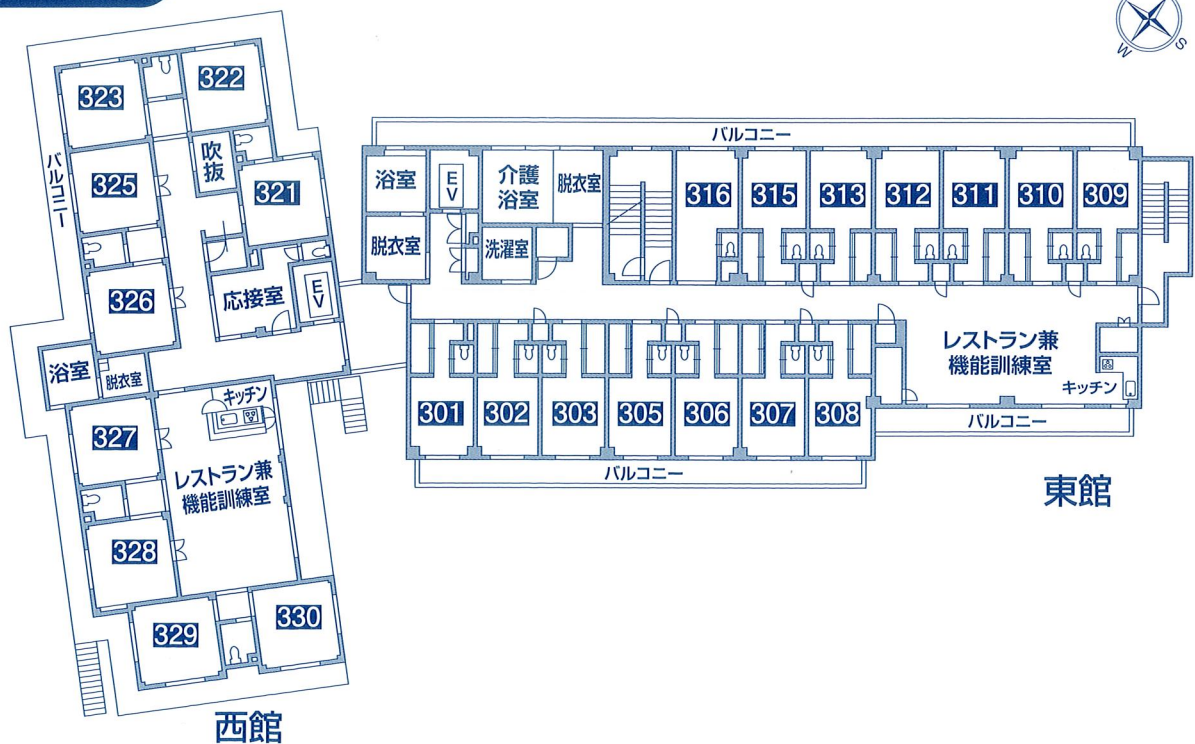 W
S
323
322
吹抜
バルコニー
325
321
326
応接室
EV
浴室
脱衣室
327
キッチン
レストラン兼
機能訓練室
328
329
330
西館
バルコニー
浴室
EV
介護
浴室
脱衣室
脱衣室
洗濯室
316
315
313
312
311
310
309
レストラン兼
機能訓練室
キッチン
バルコニー
301
302
303
305
306
307
308
バルコニー
東館